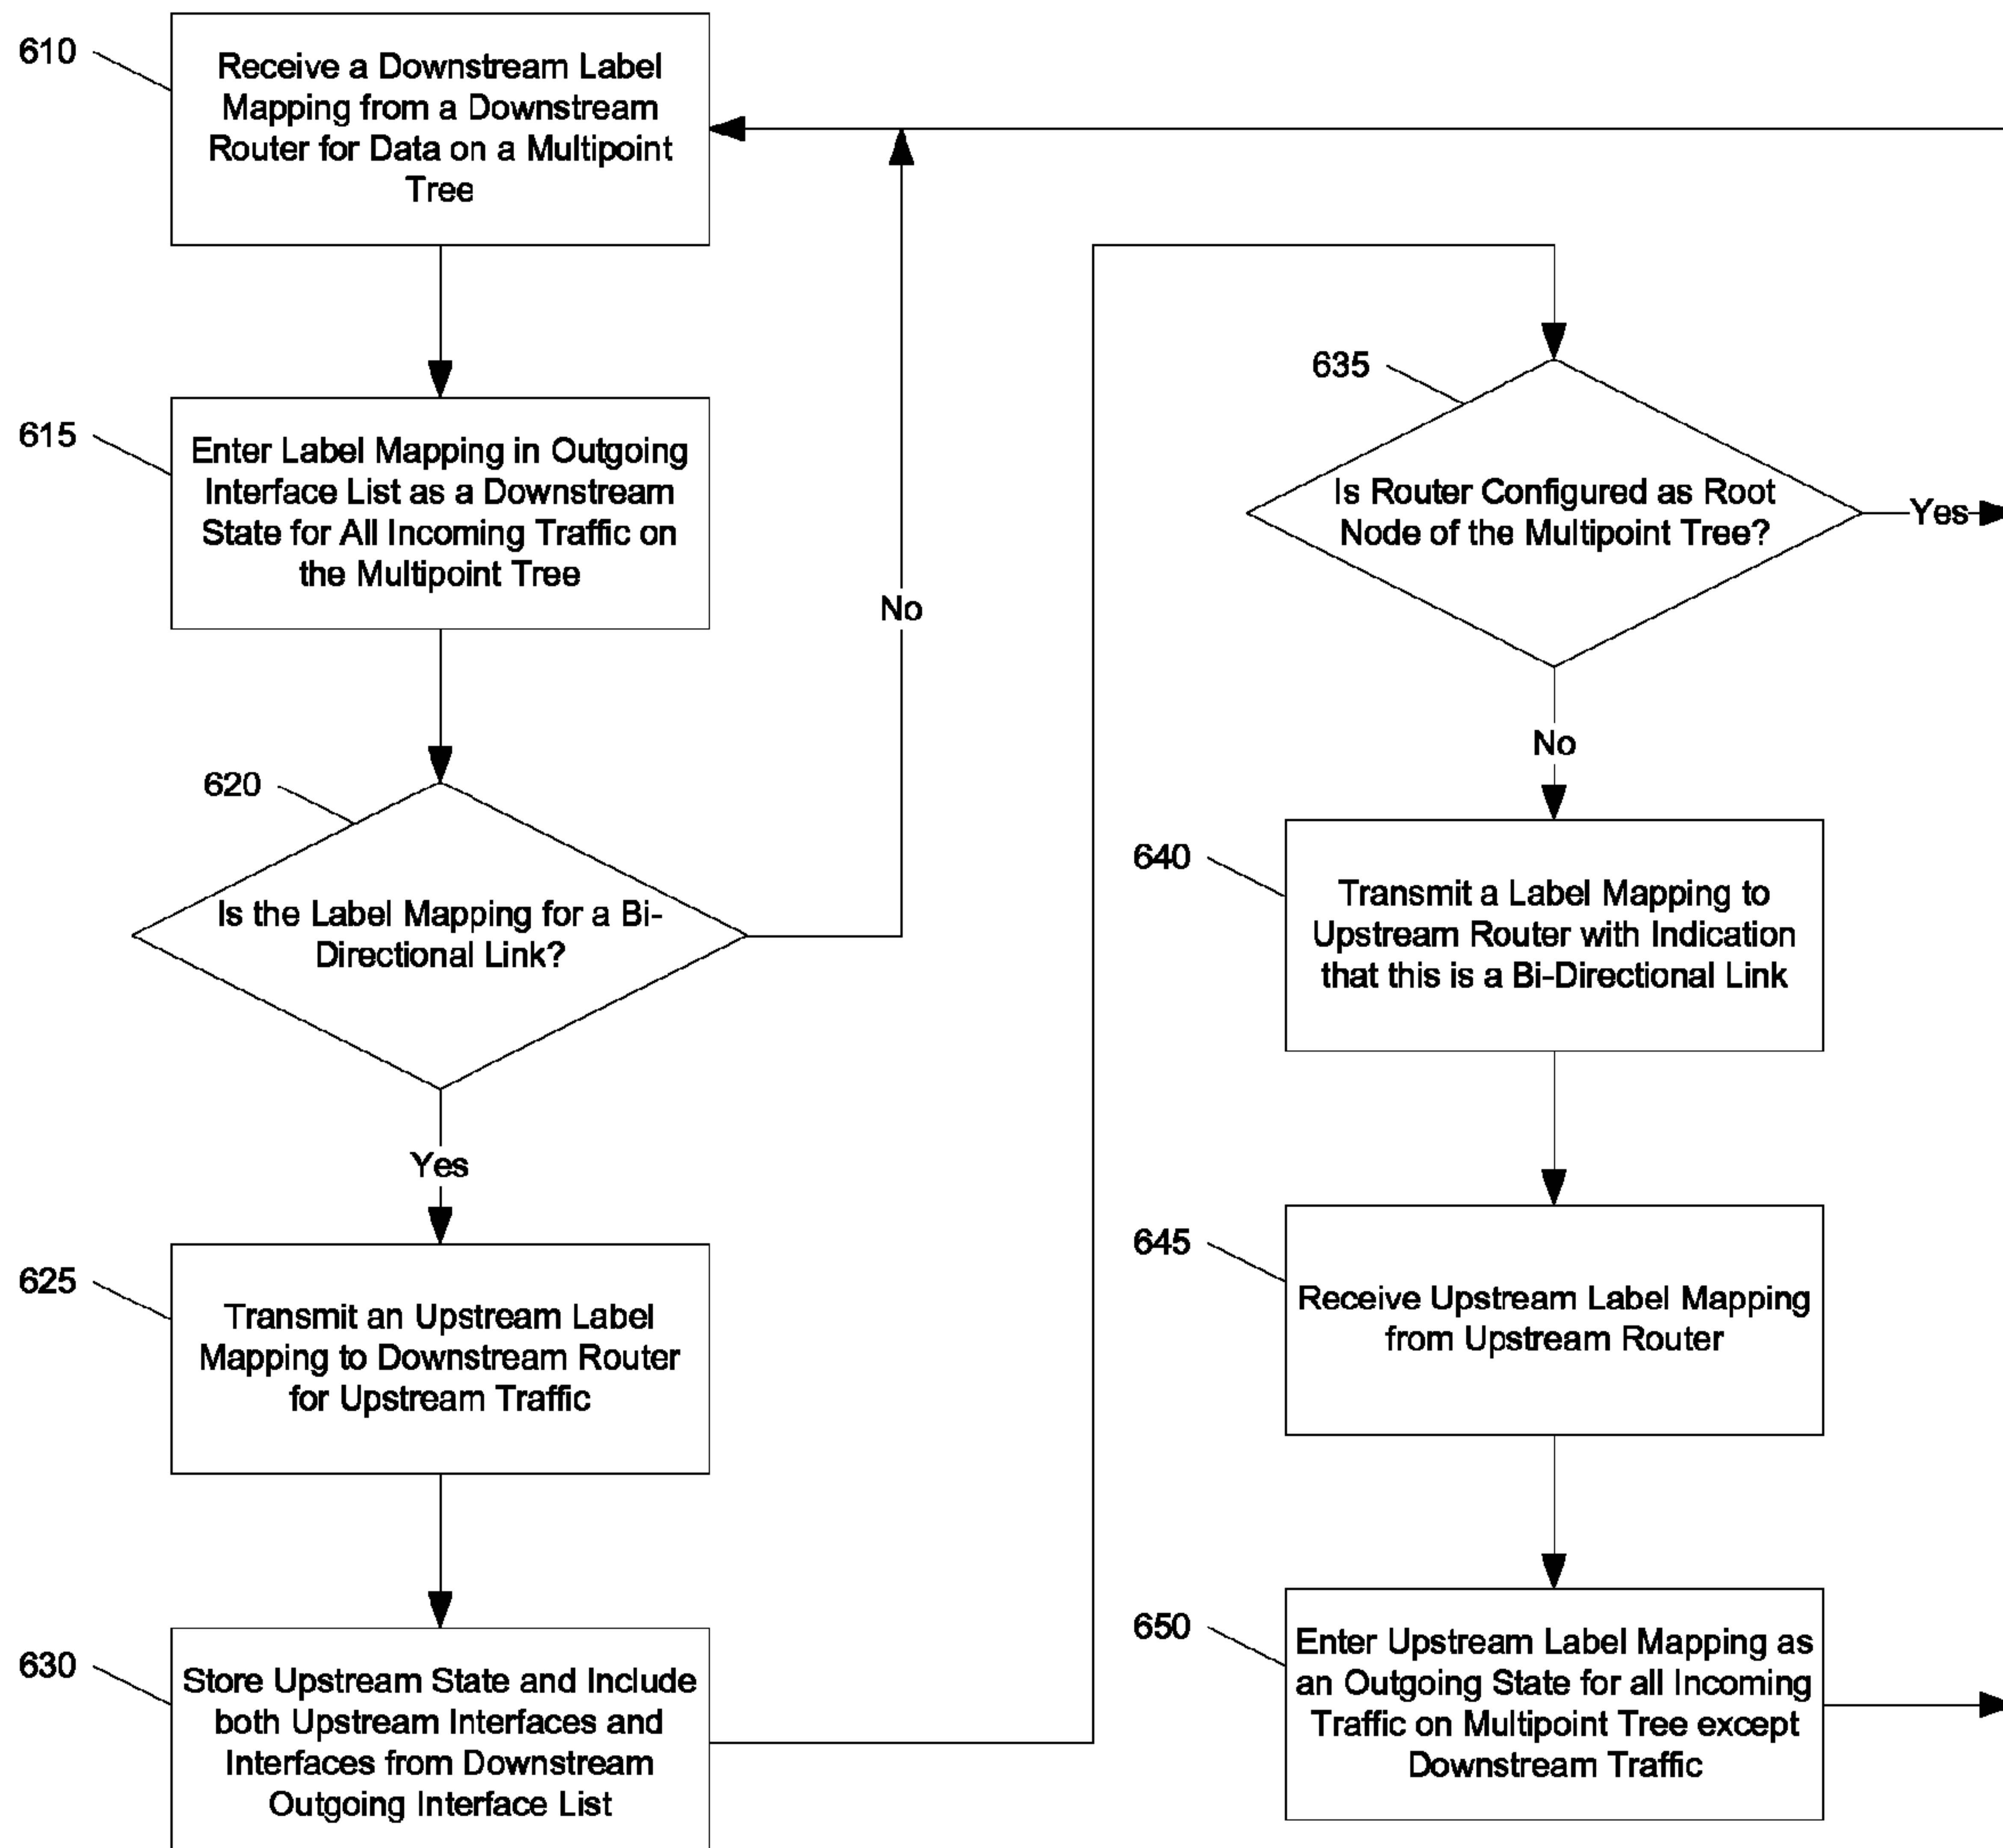 610
Receive a Downstream Label
Mapping from a Downstream
Router for Data on a Multipoint
Tree
615
Enter Label Mapping in Outgoing
Interface List as a Downstream
State for All Incoming Traffic on
the Multipoint Tree
No
620
Is the Label Mapping for a Bi-
Directional Link?
Yes
625
Transmit an Upstream Label
Mapping to Downstream Router
for Upstream Traffic
630
Store Upstream State and Include
both Upstream Interfaces and
Interfaces from Downstream
Outgoing Interface List
635
Is Router Configured as Root
Node of the Multipoint Tree?
Yes
No
640
Transmit a Label Mapping to
Upstream Router with Indication
that this is a Bi-Directional Link
645
Receive Upstream Label Mapping
from Upstream Router
650
Enter Upstream Label Mapping as
an Outgoing State for all Incoming
Traffic on Multipoint Tree except
Downstream Traffic